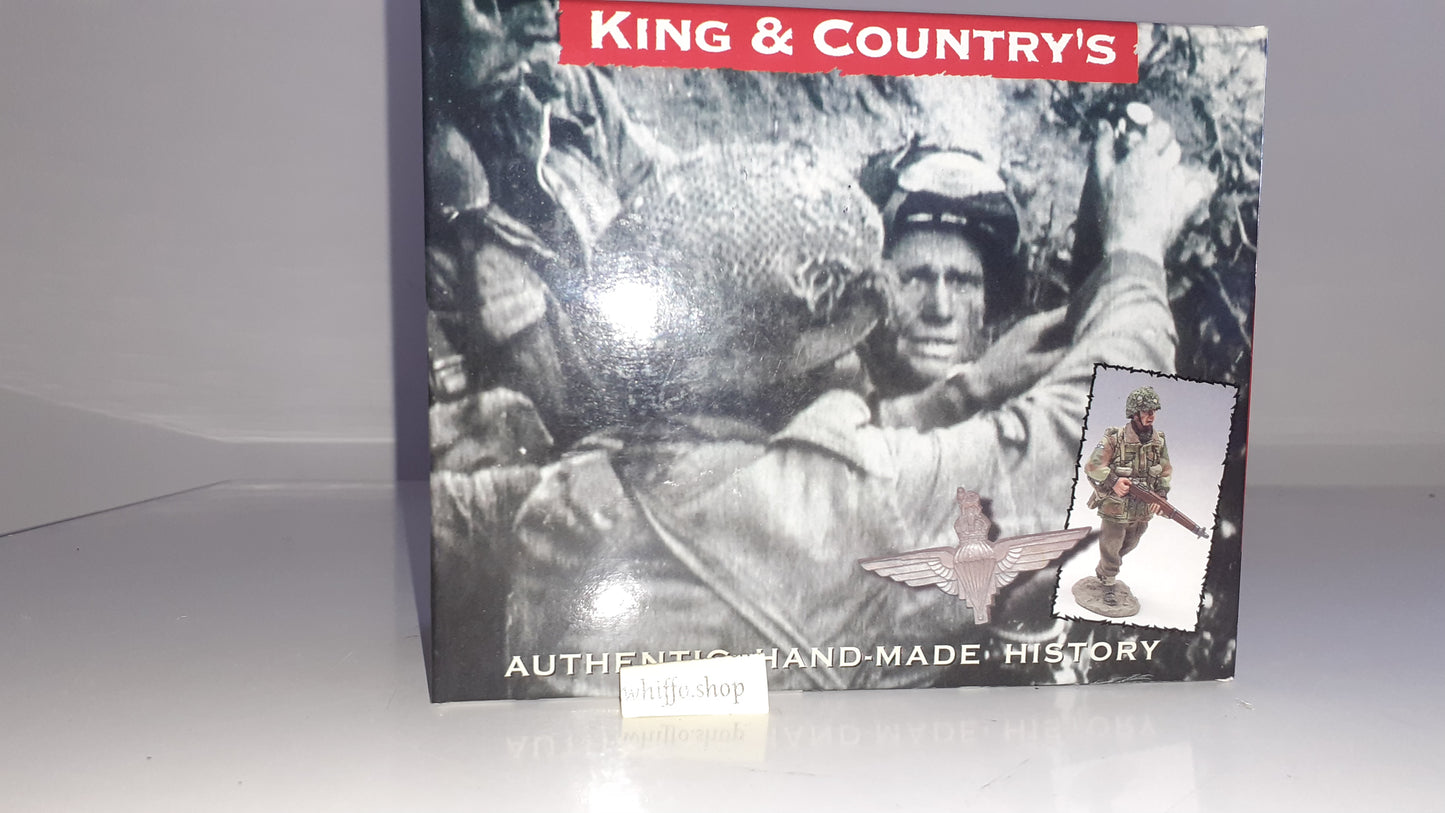 KING & COUNTRY'S
AUTHENTIC · HAND-MADE HISTORY
whiffo.shop